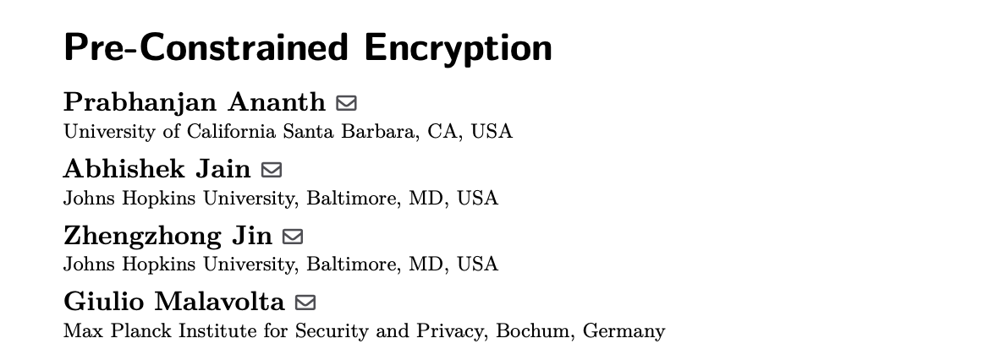 Pre-Constrained Encryption
Prabhanjan Ananth
University of California Santa Barbara, CA, USA
Abhishek Jain
Johns Hopkins University, Baltimore, MD, USA
Zhengzhong Jin
Johns Hopkins University, Baltimore, MD, USA
Giulio Malavolta
Max Planck Institute for Security and Privacy, Bochum, Germany